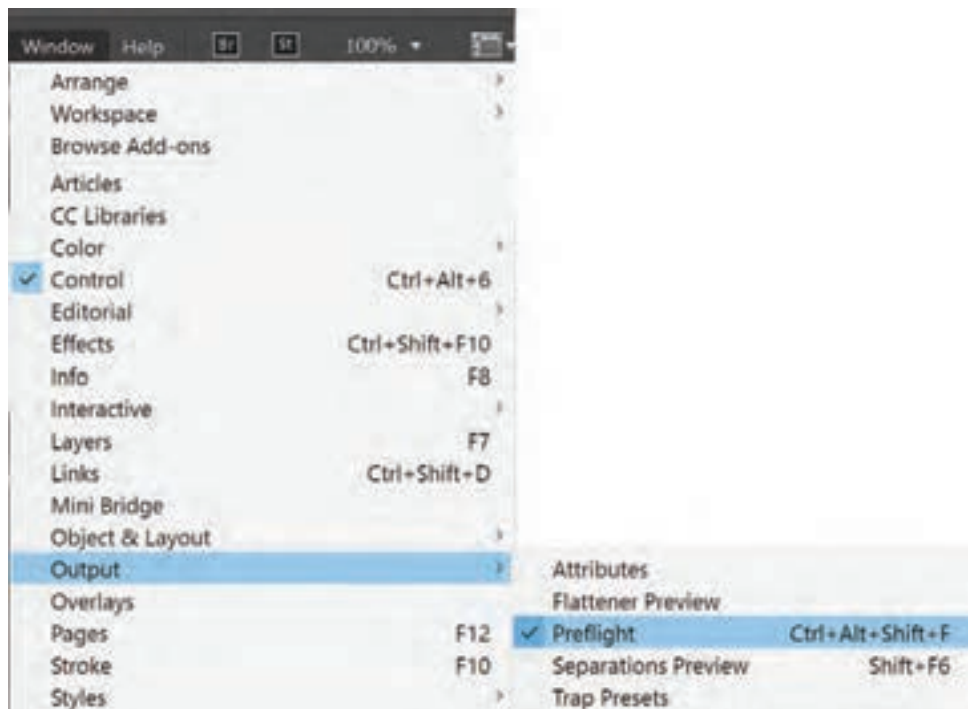 Window Help Br St 100%
Arrange
Workspace
Browse Add-ons
Articles
CC Libraries
Color
Control Ctrl+Alt+6
Editorial
Effects Ctrl+Shift+F10
Info F8
Interactive
Layers F7
Links Ctrl+Shift+D
Mini Bridge
Object & Layout
Output
Overlays
Pages F12
Stroke F10
Styles
Attributes
Flattener Preview
Preflight Ctrl+Alt+Shift+F
Separations Preview Shift+F6
Trap Presets